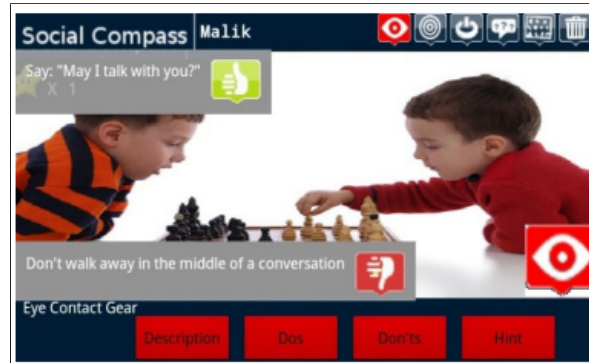 Social Compass
Malik
???
Say: "May I talk with you?"
X 1
Don't walk away in the middle of a conversation
Eye Contact Gear
Description
Dos
Don'ts
Hint